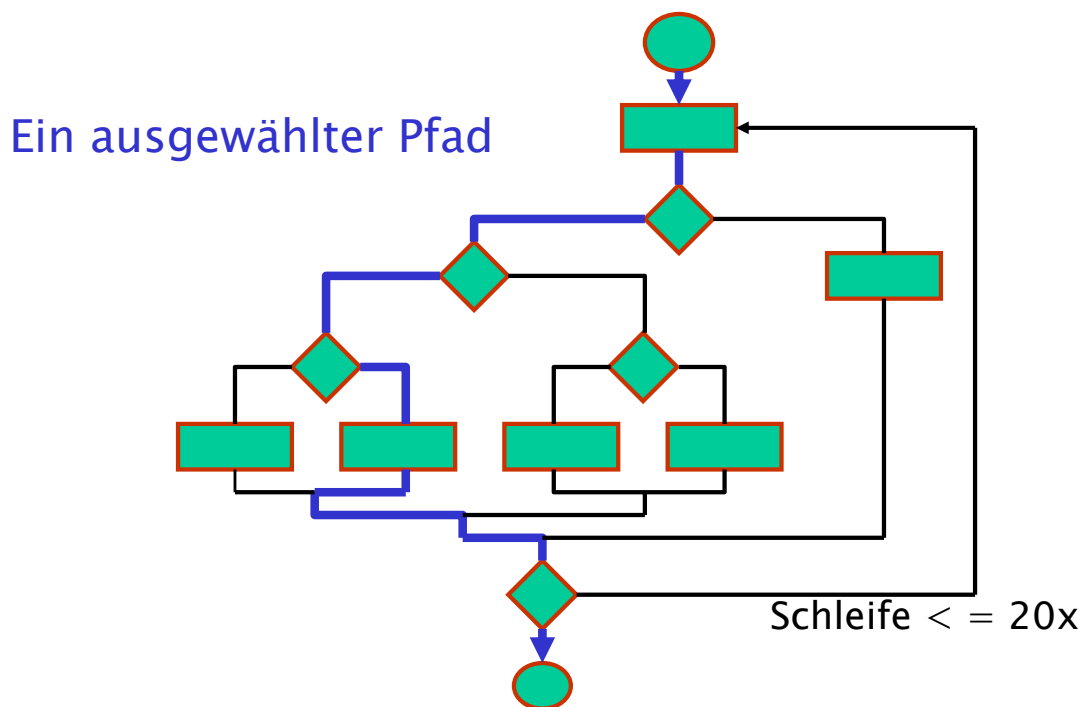 Ein ausgewählter Pfad
Schleife < = 20x